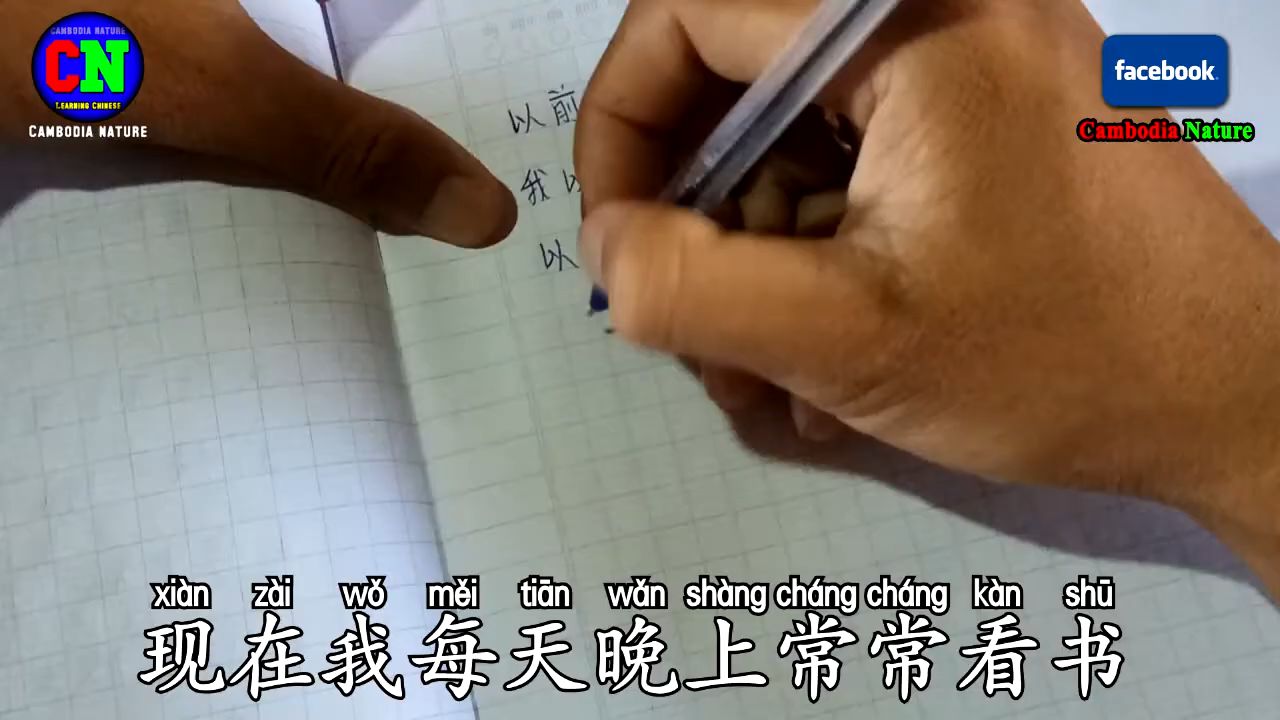 CAMBODIA NATURE
CN
LEARNING CHINESE
CAMBODIA NATURE
facebook
Cambodia Nature
以前
我以
以
xiàn zài wǒ měi tiān wǎn shàng cháng cháng kàn shū
现在我每天晚上常常看书